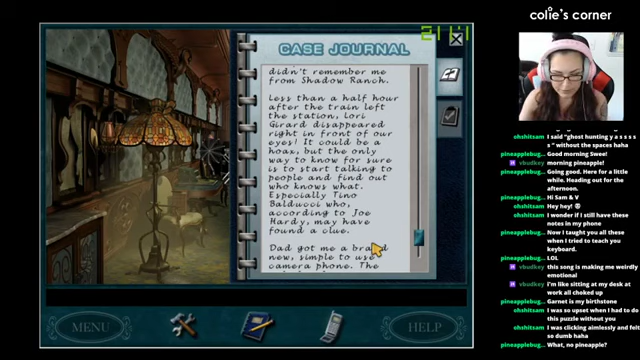 colie's corner
CASE JOURNAL
didn't remember me
from Shadow Ranch.
Less than a half hour
after the train left
the station, Lori
Girard disappeared
right in front of our
eyes! It could be a
hoax, but the only
way to know for sure
is to start talking to
people and find out
who knows what.
Especially Tino
Balducci who,
according to Joe
Hardy, may have
found a clue.
Dad got me a brand
new, simple to use
camera phone. The
MENU
HELP
ohshitsam I said "ghost hunting y a s s s s
s " without the spaces haha
pineapplebug... Good morning Swee!
vbudkey morning pineapple!
pineapplebug... Going good. Here for a little
while. Heading out for the
afternoon.
pineapplebug... Hi Sam & V
ohshitsam Hey hey!
ohshitsam I wonder if I still have these
notes in my phone
pineapplebug... Now I taught you all these
when I tried to teach you
keyboard.
pineapplebug... LOL
vbudkey this song is making me weirdly
emotional
vbudkey i'm like sitting at my desk at
work all choked up
pineapplebug... Garnet is my birthstone
ohshitsam I was so upset when I had to do
this puzzle without you
ohshitsam I was clicking aimlessly and felt
so dumb haha
pineapplebug... What, no pineapple?